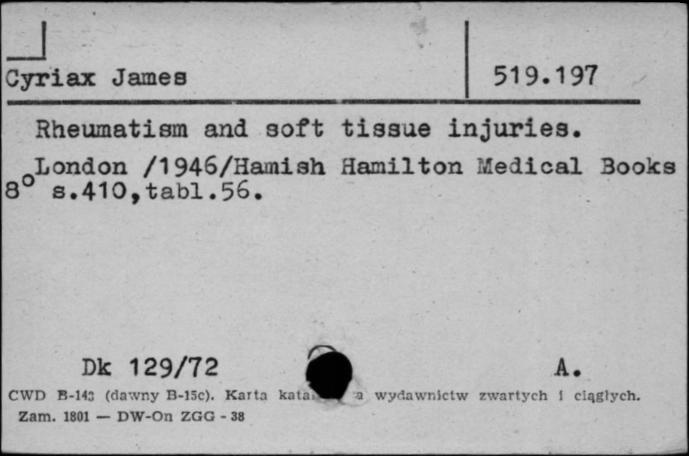 Cyriax James 519.197
Rheumatism and soft tissue injuries.
London /1946/Hamish Hamilton Medical Books
8° s.410,tabl.56.
Dk 129/72 A.
CWD B-143 (dawny B-15c). Karta wydawnictw zwartych i ciągłych.
Zam. 1801 — DW-On ZGG - 38